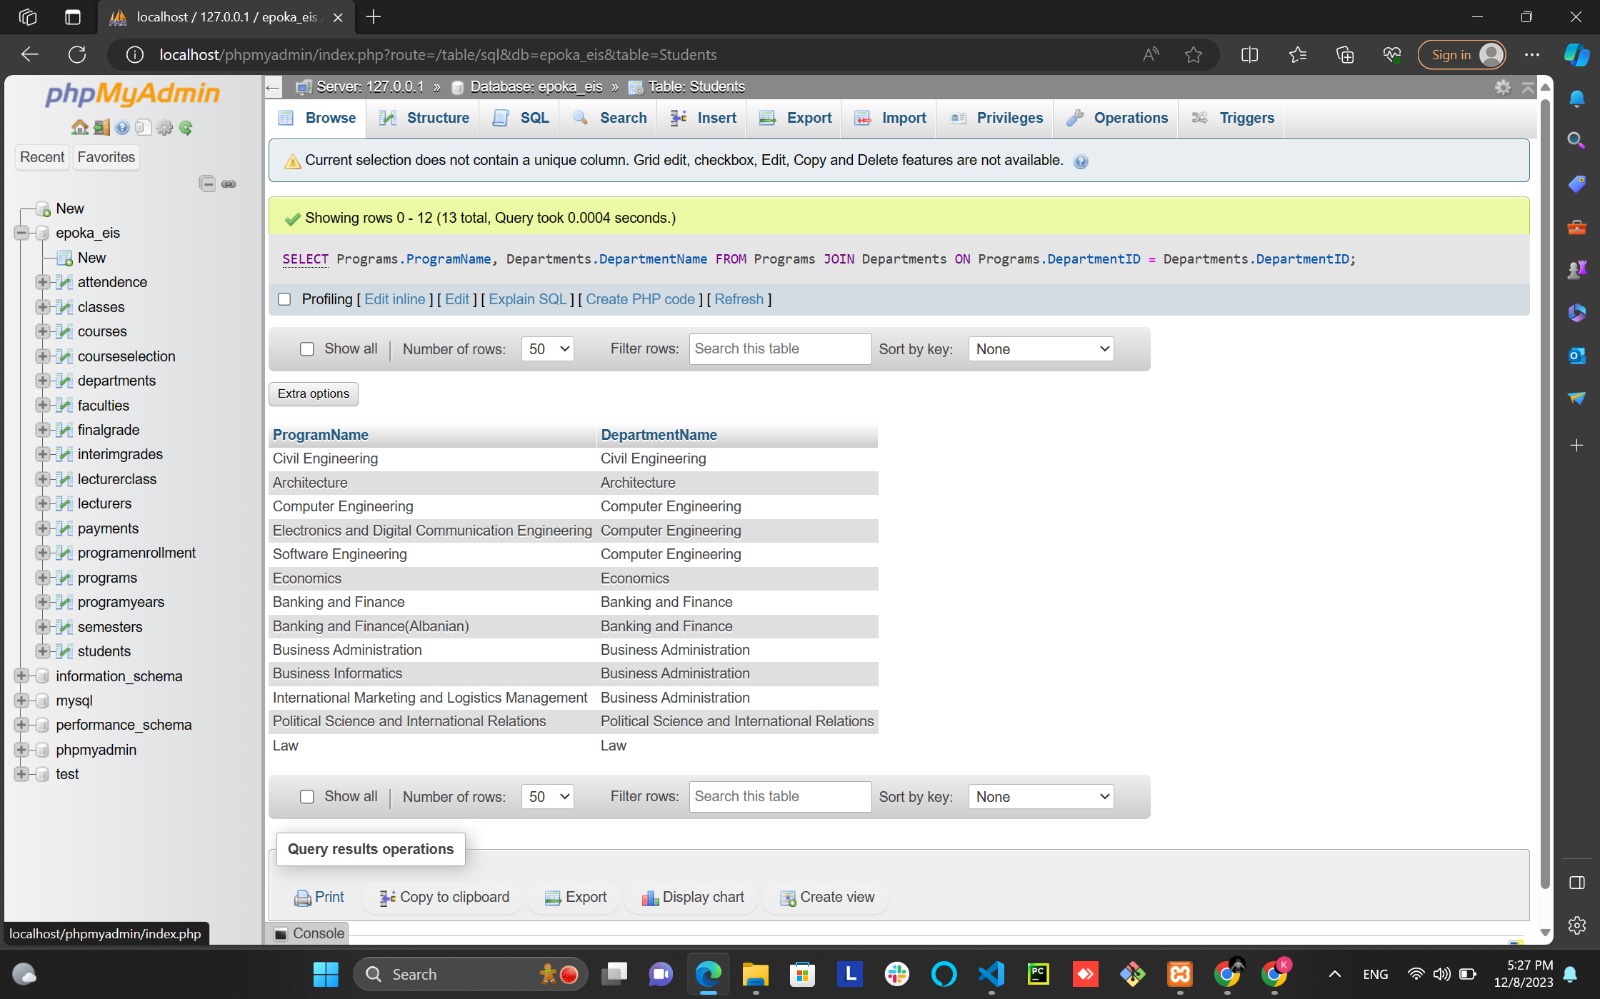 localhost / 127.0.0.1 / epoka_eis
localhost/phpmyadmin/index.php?route=/table/sql&db=epoka_eis&table=Students
Sign in
phpMyAdmin
Recent
Favorites
New
epoka_eis
New
attendence
classes
courses
courseselection
departments
faculties
finalgrade
interimgrades
lecturerclass
lecturers
payments
programenrollment
programs
programyears
semesters
students
information_schema
mysql
performance_schema
phpmyadmin
test
localhost/phpmyadmin/index.php
Server: 127.0.0.1 » Database: epoka_eis » Table: Students
Browse Structure SQL Search Insert Export Import Privileges Operations Triggers
Current selection does not contain a unique column. Grid edit, checkbox, Edit, Copy and Delete features are not available.
Showing rows 0 - 12 (13 total, Query took 0.0004 seconds.)
SELECT Programs.ProgramName, Departments.DepartmentName FROM Programs JOIN Departments ON Programs.DepartmentID = Departments.DepartmentID;
Profiling [ Edit inline ] [ Edit ] [ Explain SQL ] [ Create PHP code ] [ Refresh ]
Show all | Number of rows: 50 Filter rows: Search this table Sort by key: None
Extra options
ProgramName DepartmentName
Civil Engineering Civil Engineering
Architecture Architecture
Computer Engineering Computer Engineering
Electronics and Digital Communication Engineering Computer Engineering
Software Engineering Computer Engineering
Economics Economics
Banking and Finance Banking and Finance
Banking and Finance(Albanian) Banking and Finance
Business Administration Business Administration
Business Informatics Business Administration
International Marketing and Logistics Management Business Administration
Political Science and International Relations Political Science and International Relations
Law Law
Show all | Number of rows: 50 Filter rows: Search this table Sort by key: None
Query results operations
Print Copy to clipboard Export Display chart Create view
Console
Search
ENG
5:27 PM
12/8/2023